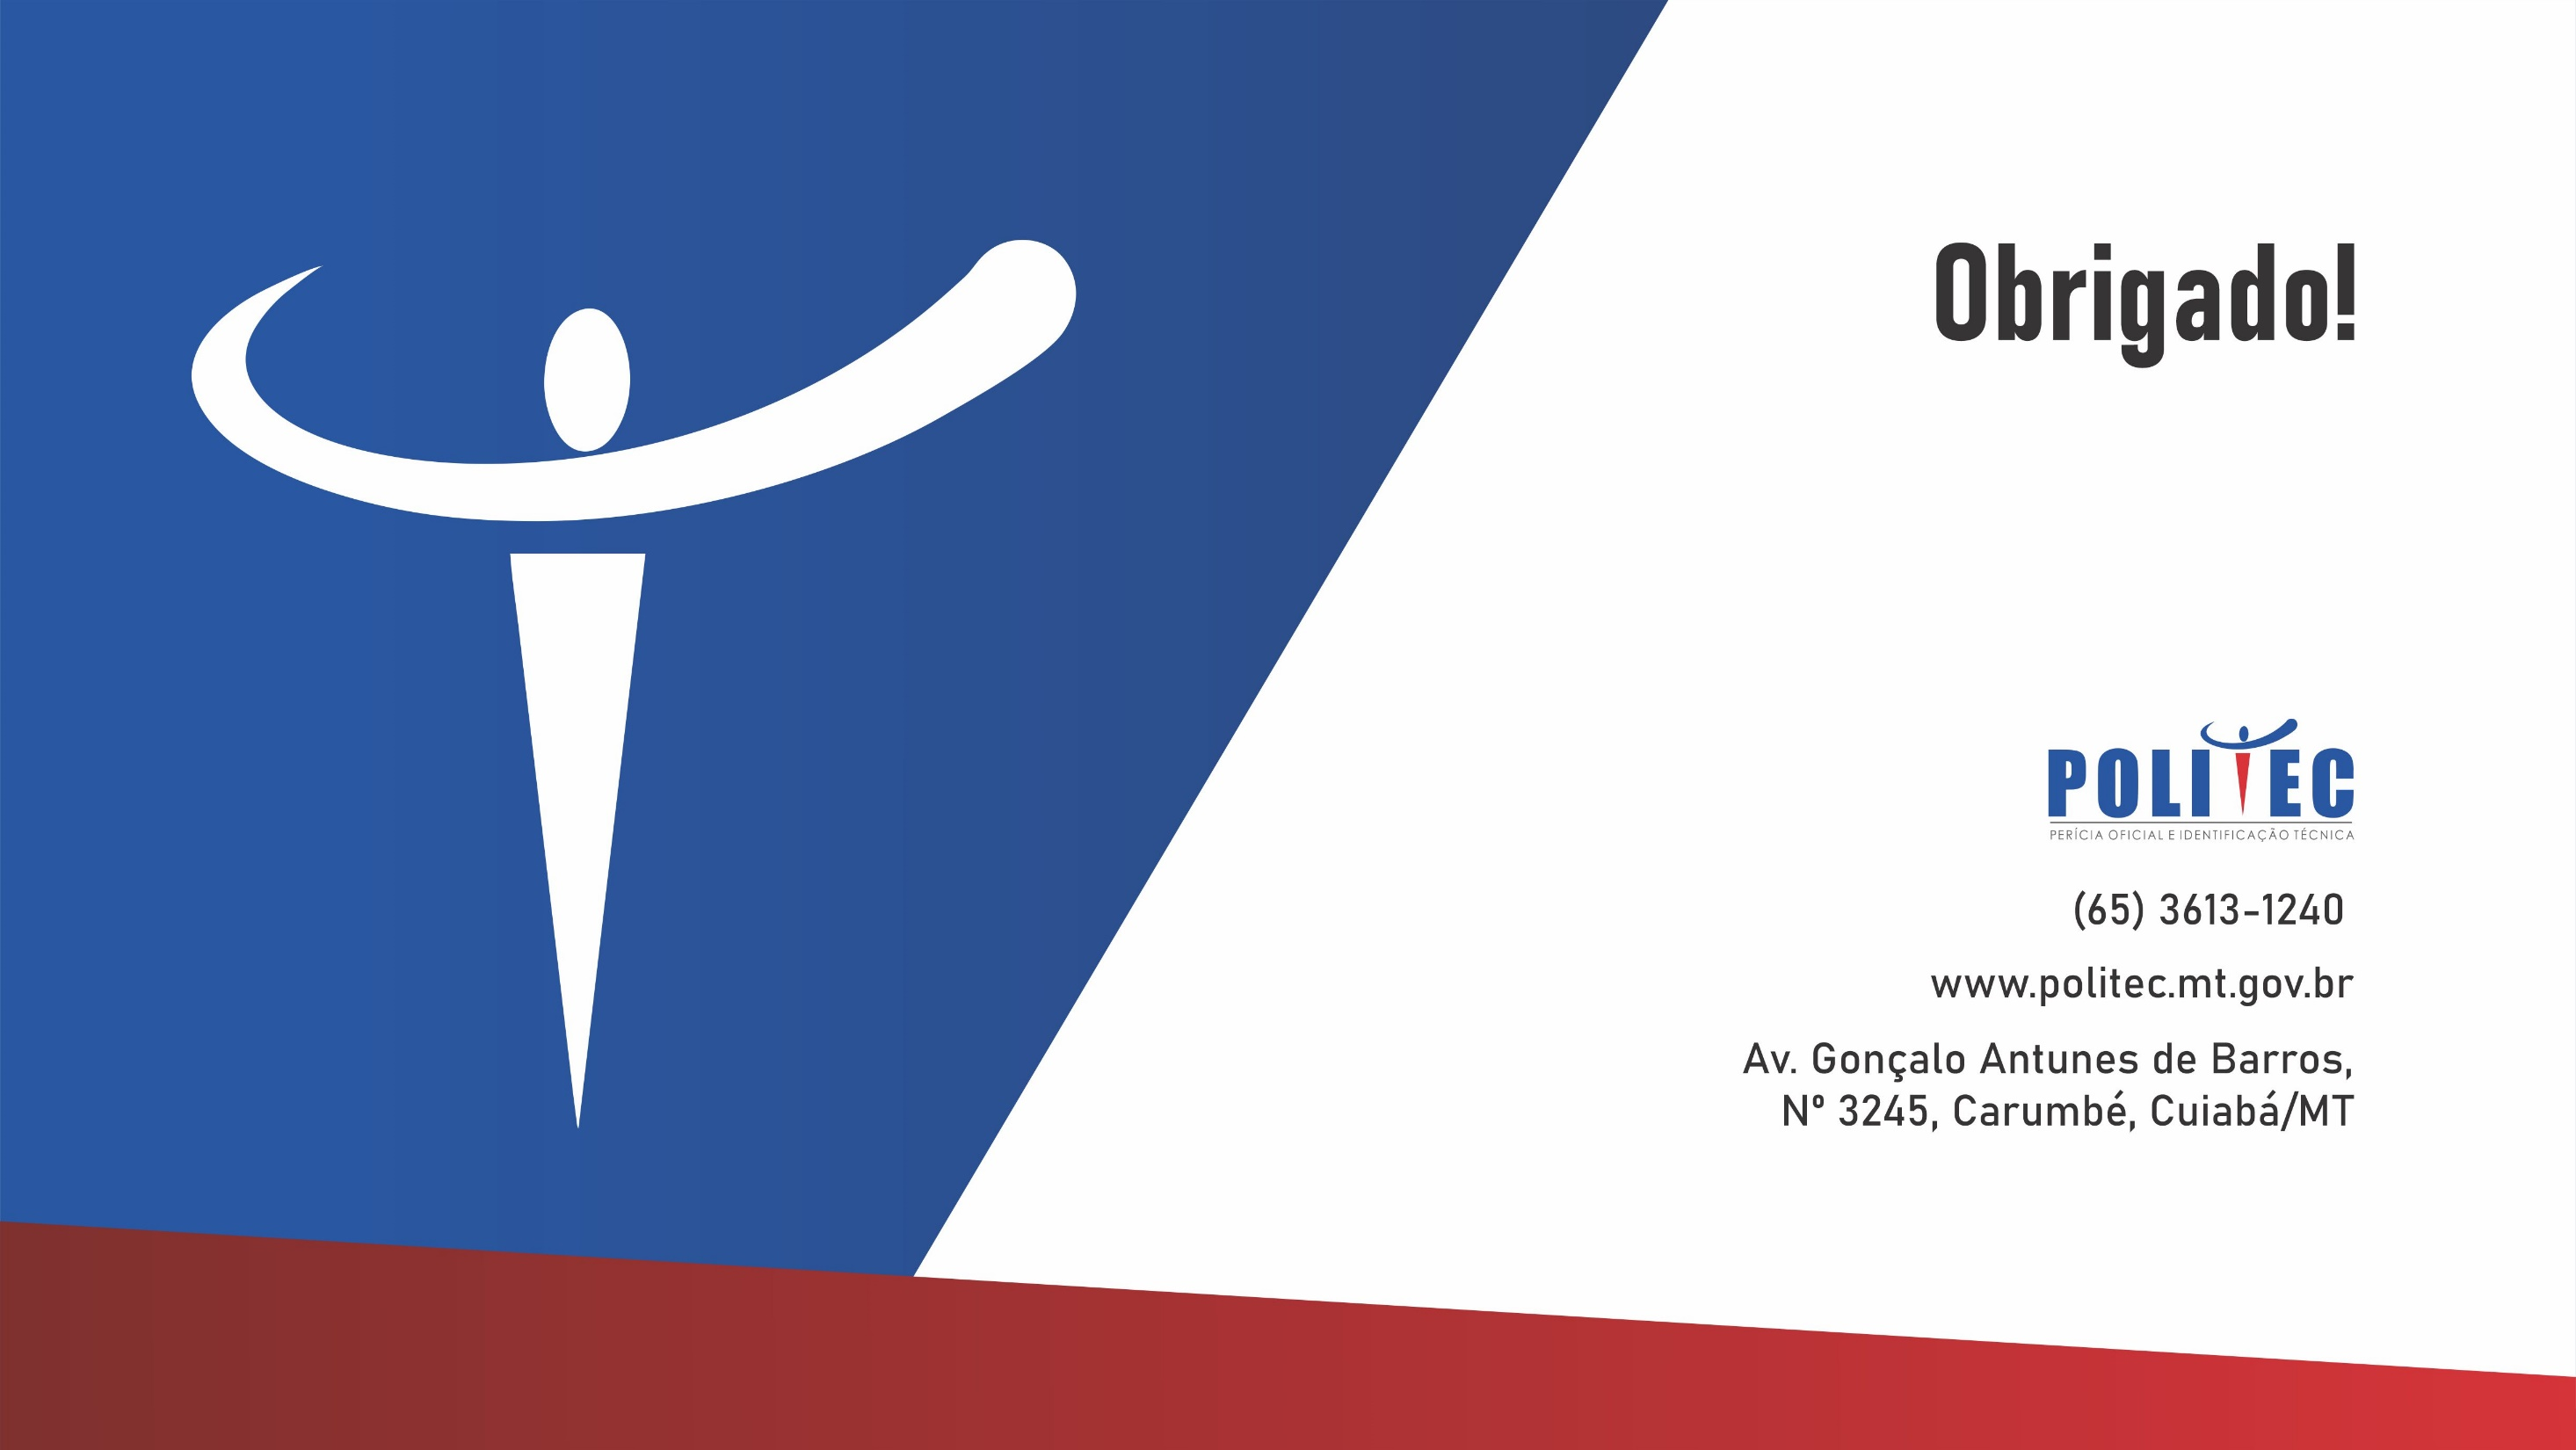 Obrigado!
POLITEC
PERÍCIA OFICIAL E IDENTIFICAÇÃO TÉCNICA
(65) 3613-1240
www.politec.mt.gov.br
Av. Gonçalo Antunes de Barros,
Nº 3245, Carumbé, Cuiabá/MT